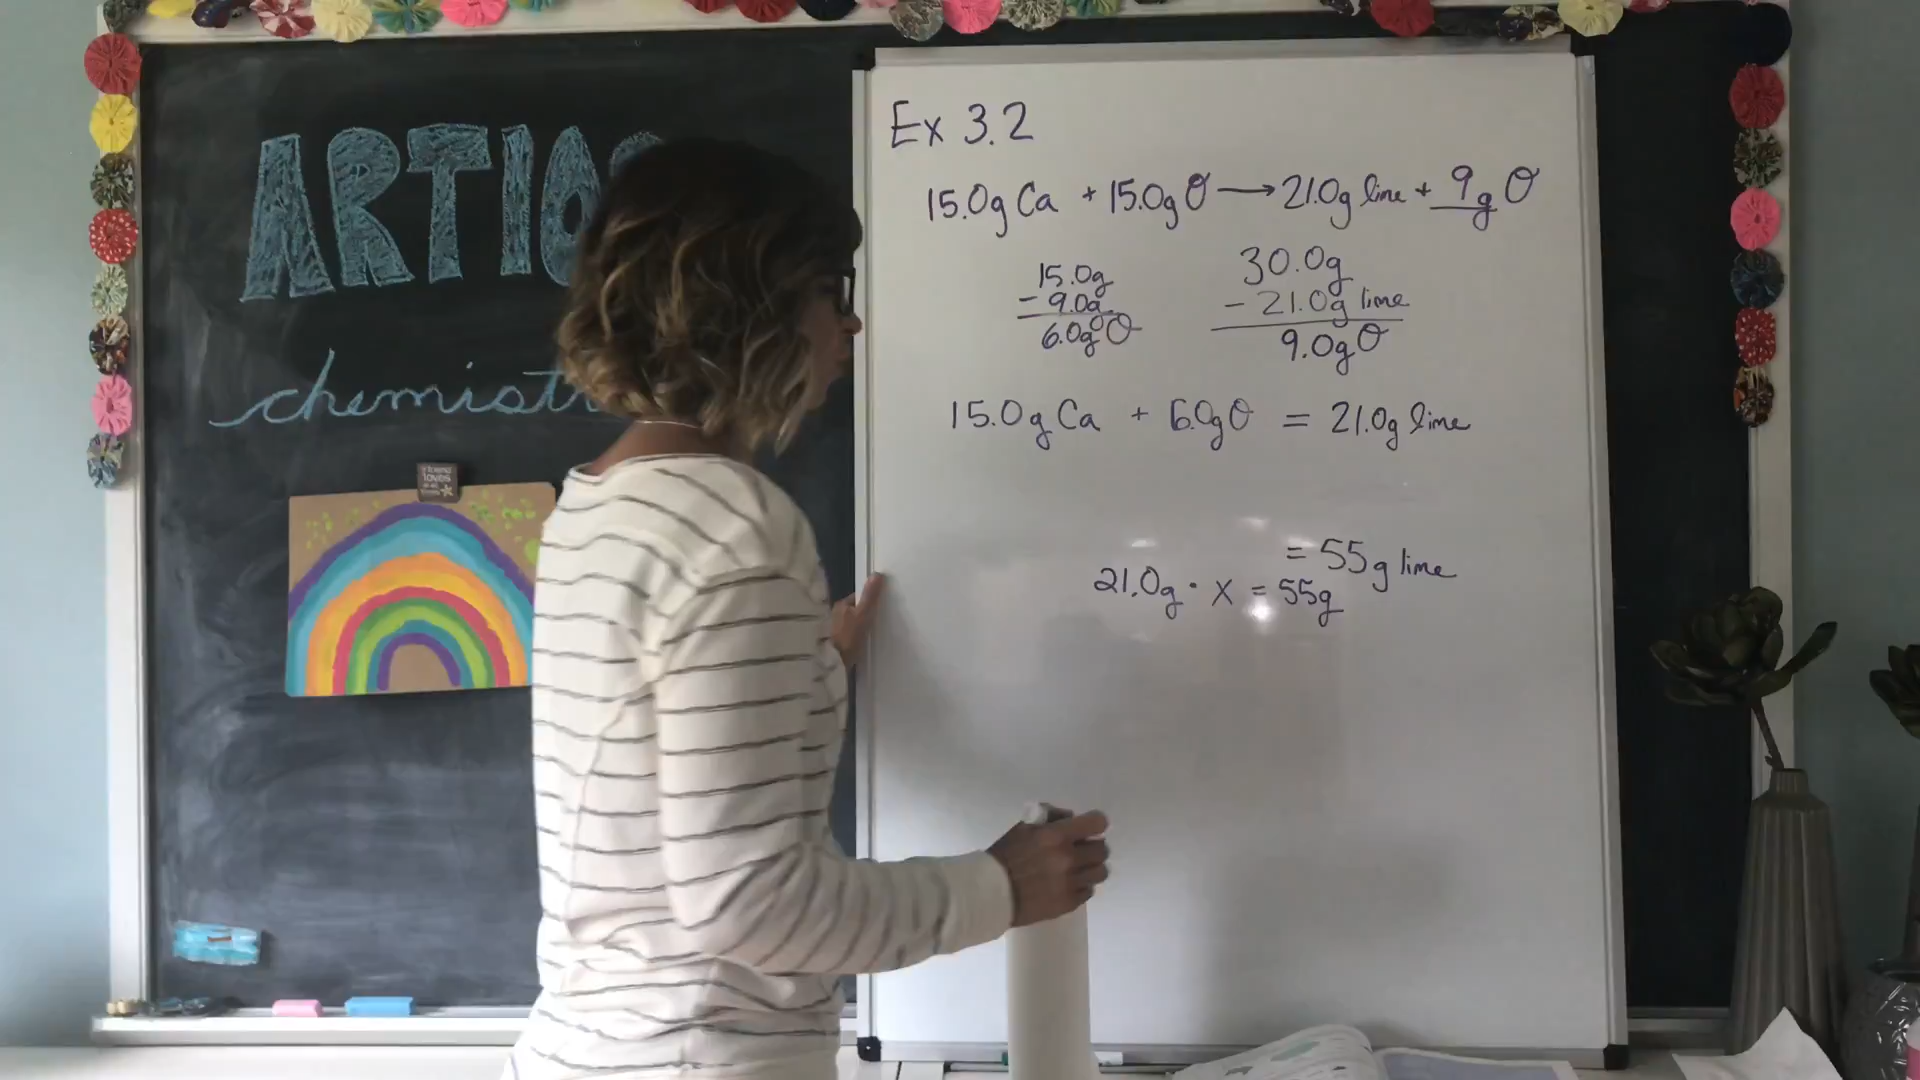 ARTIO
chemist
loves
Ex 3.2
15.0g Ca + 15.0g O → 21.0g lime + 9g O
15.0g
- 9.0g
6.0g O
30.0g
- 21.0g lime
9.0g O
15.0g Ca + 6.0g O = 21.0g lime
= 55g lime
21.0g · x = 55g